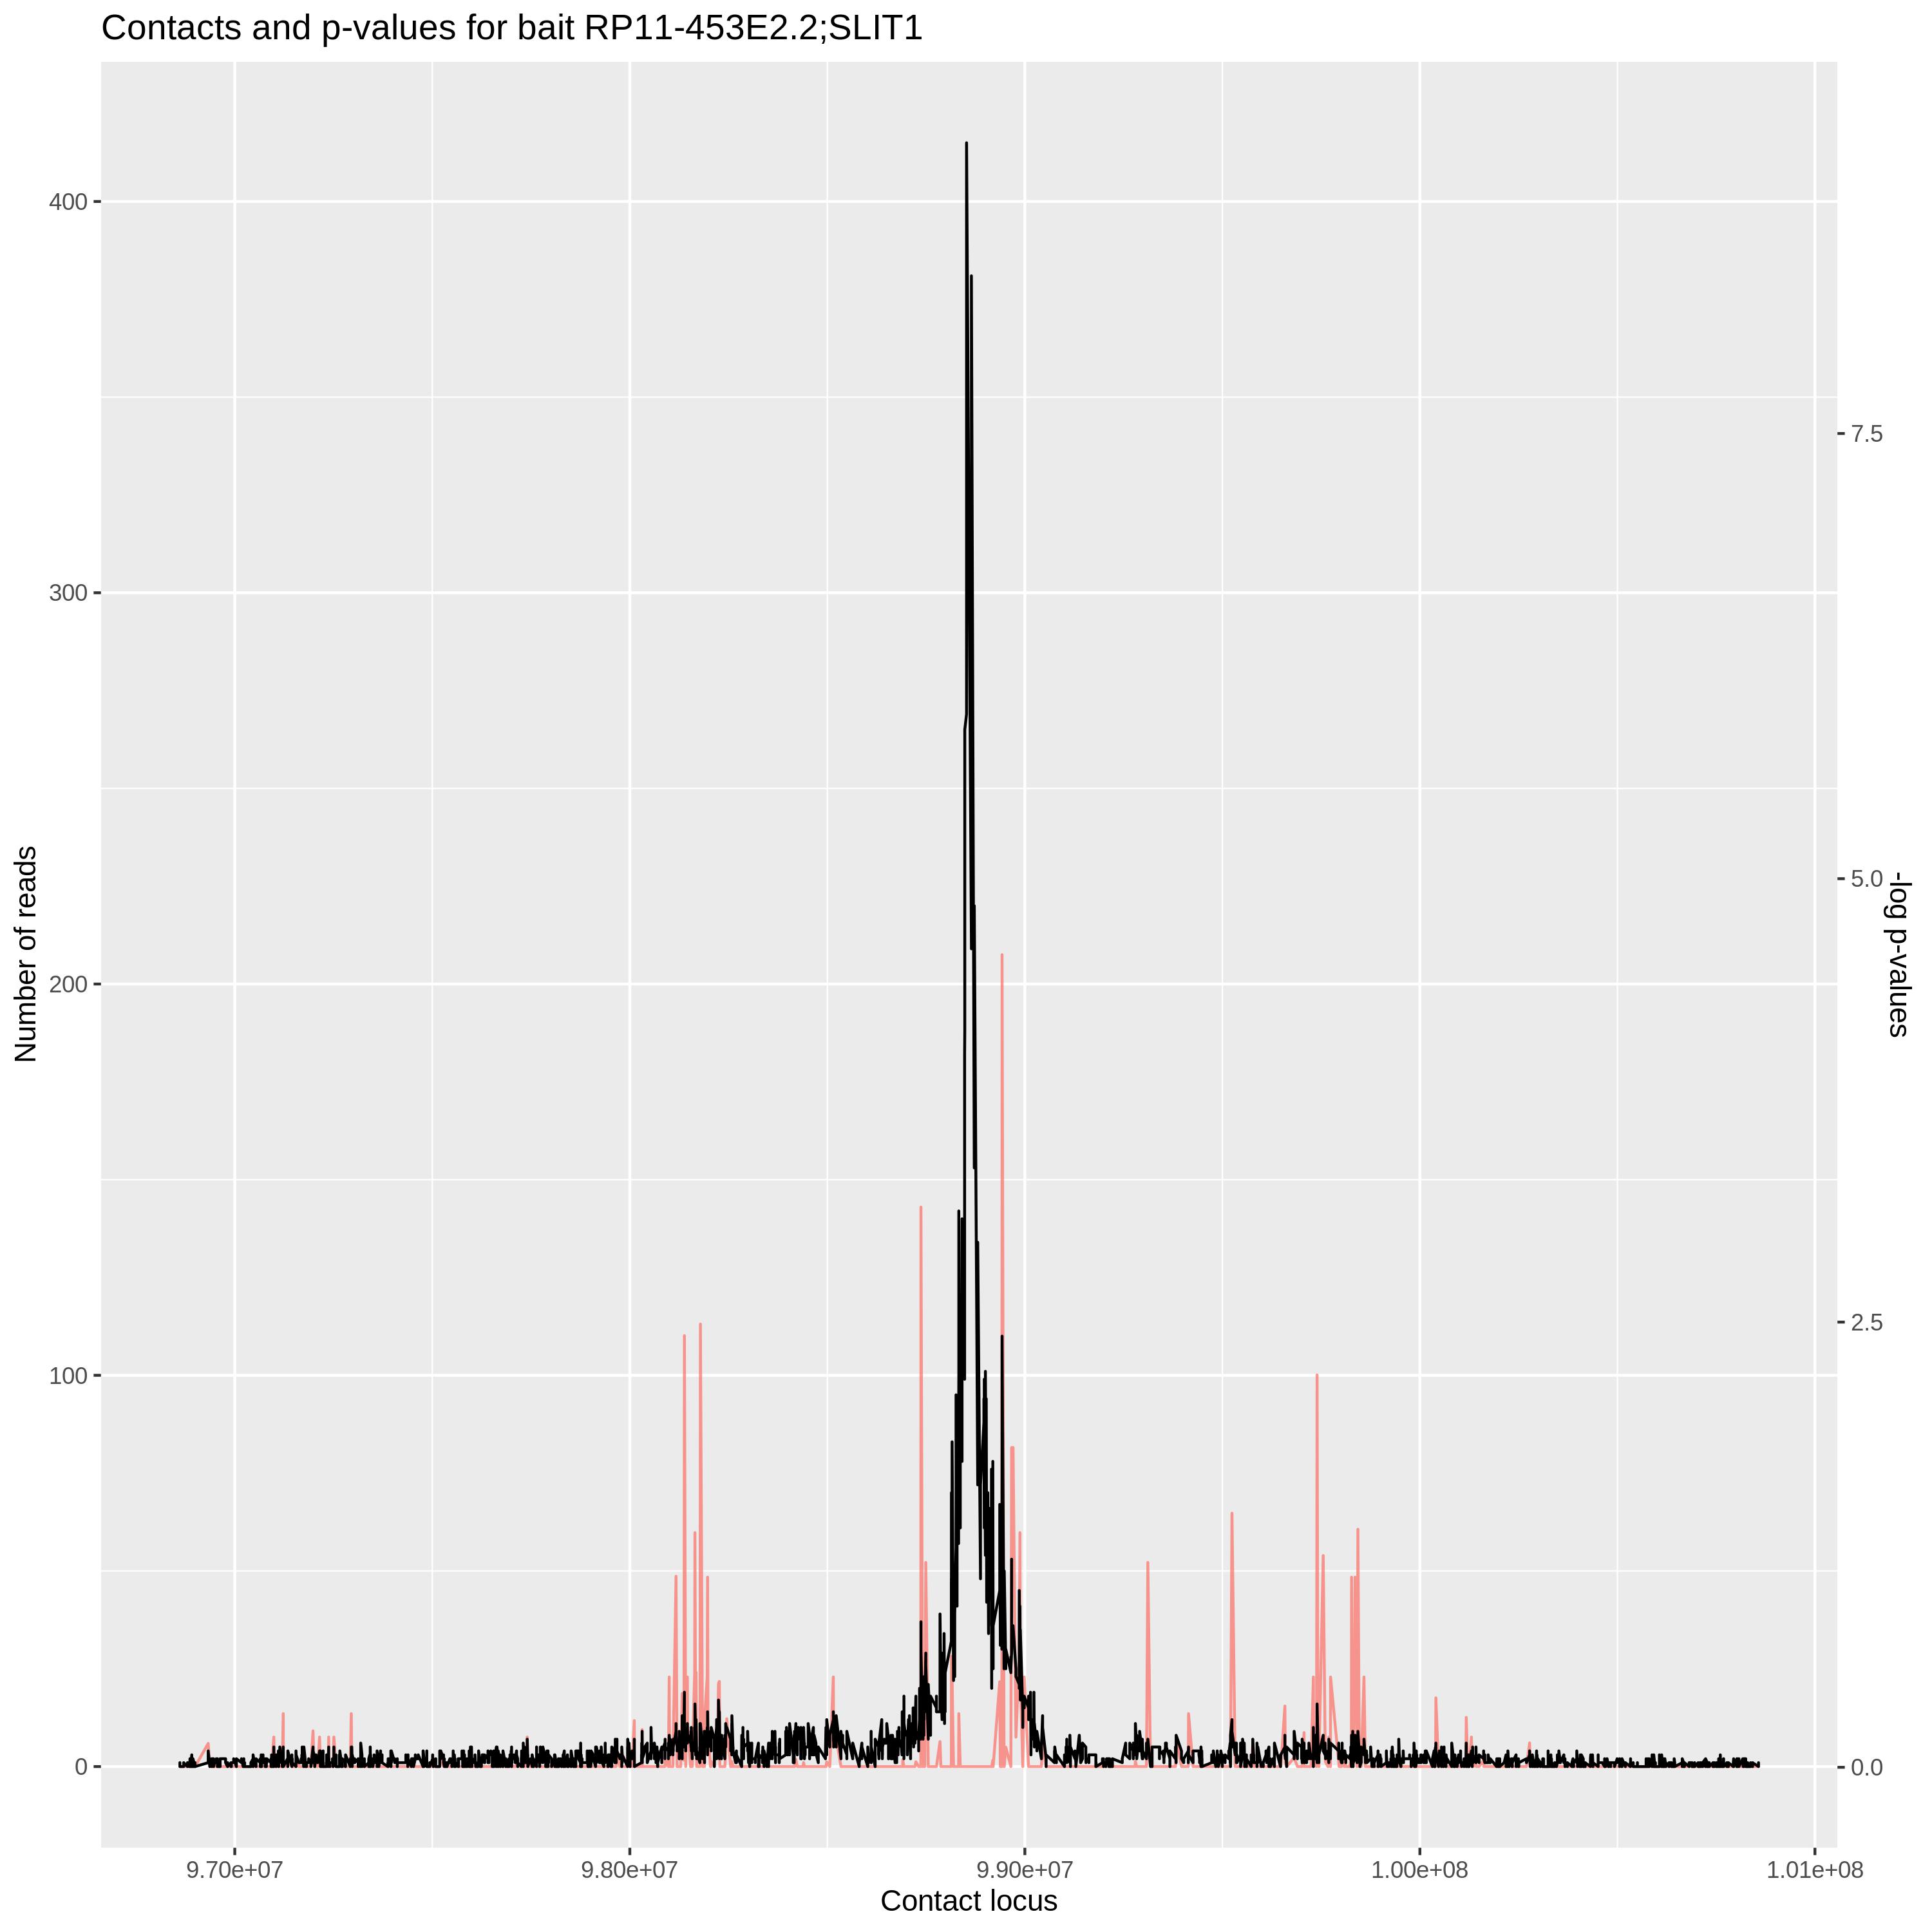 Contacts and p-values for bait RP11-453E2.2;SLIT1
400
300
200
100
0
Number of reads
7.5
5.0
2.5
0.0
-log p-values
9.70e+07
9.80e+07
9.90e+07
1.00e+08
1.01e+08
Contact locus